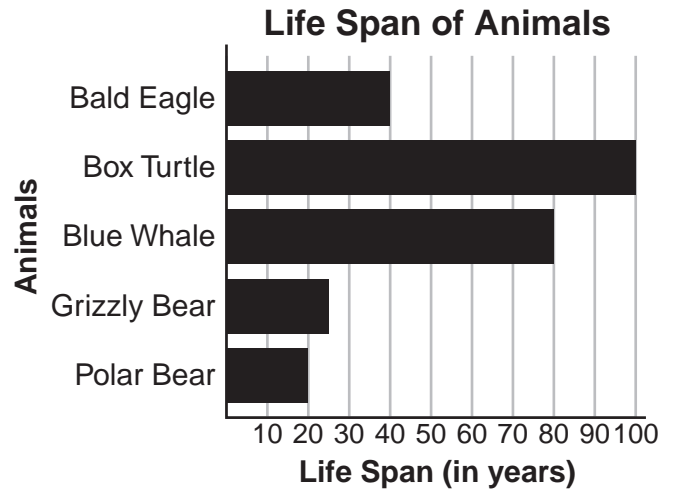 Life Span of Animals
Animals
Bald Eagle
Box Turtle
Blue Whale
Grizzly Bear
Polar Bear
10 20 30 40 50 60 70 80 90 100
Life Span (in years)